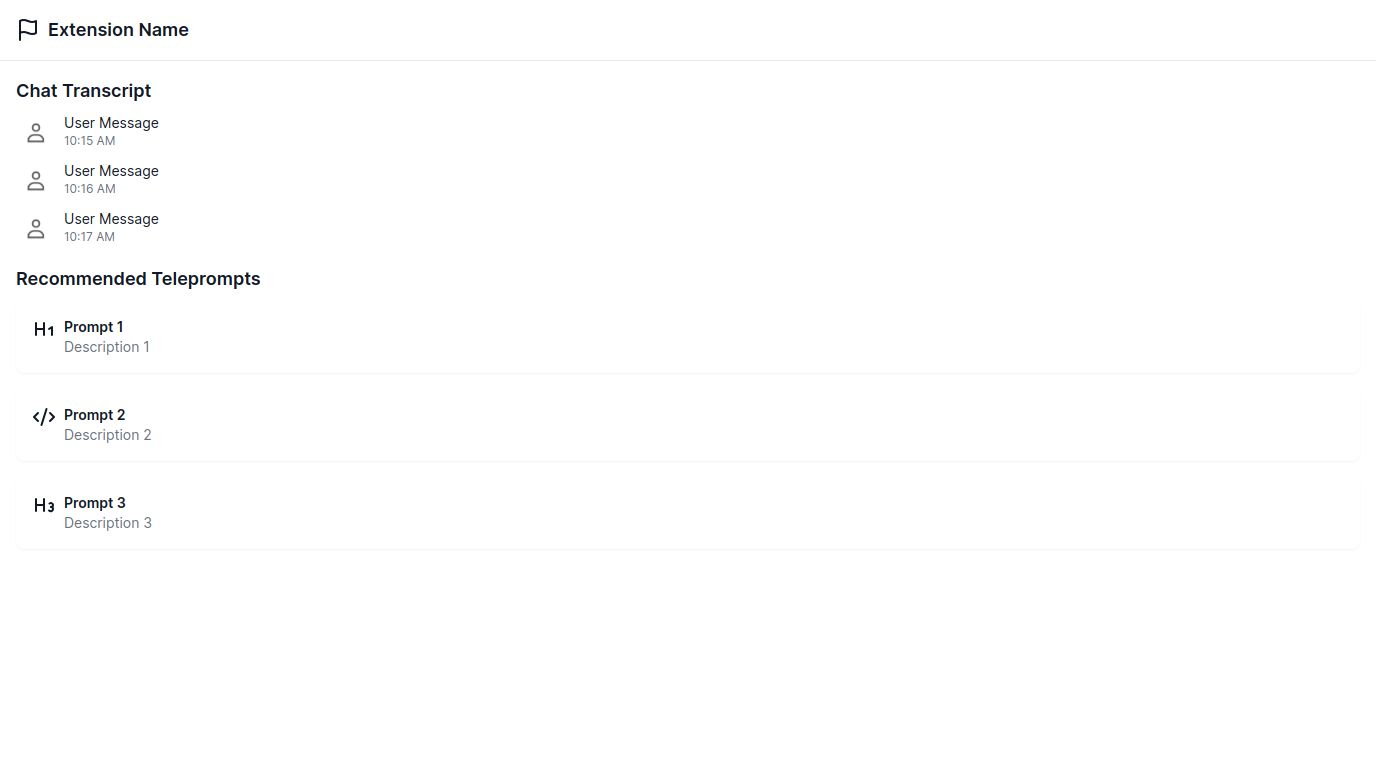 Extension Name
Chat Transcript
User Message
10:15 AM
User Message
10:16 AM
User Message
10:17 AM
Recommended Teleprompts
H1 Prompt 1
Description 1
</> Prompt 2
Description 2
H3 Prompt 3
Description 3